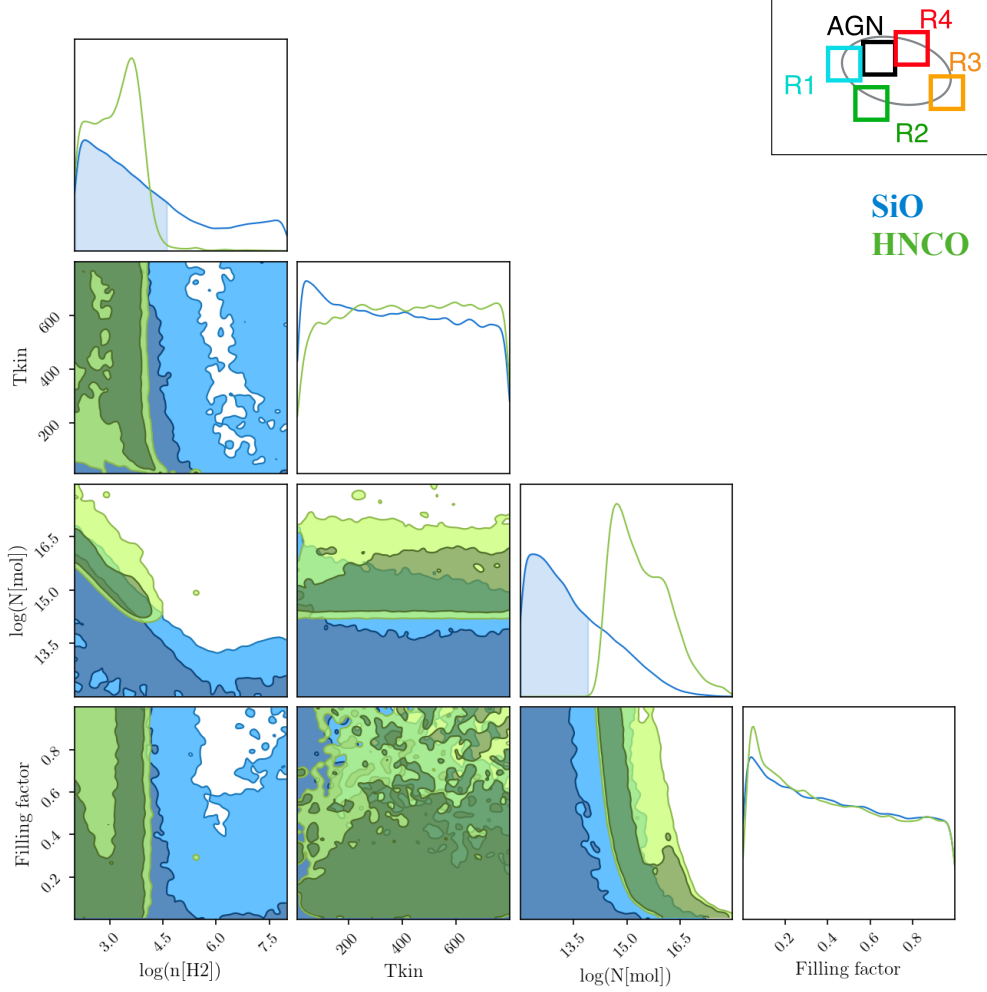 AGN R4
R3
R1
R2
SiO
HNCO
Tkin
600
400
200
log(N[mol])
16.5
15.0
13.5
Filling factor
0.8
0.6
0.4
0.2
3.0 4.5 6.0 7.5
log(n[H2])
200 400 600
Tkin
13.5 15.0 16.5
log(N[mol])
0.2 0.4 0.6 0.8
Filling factor